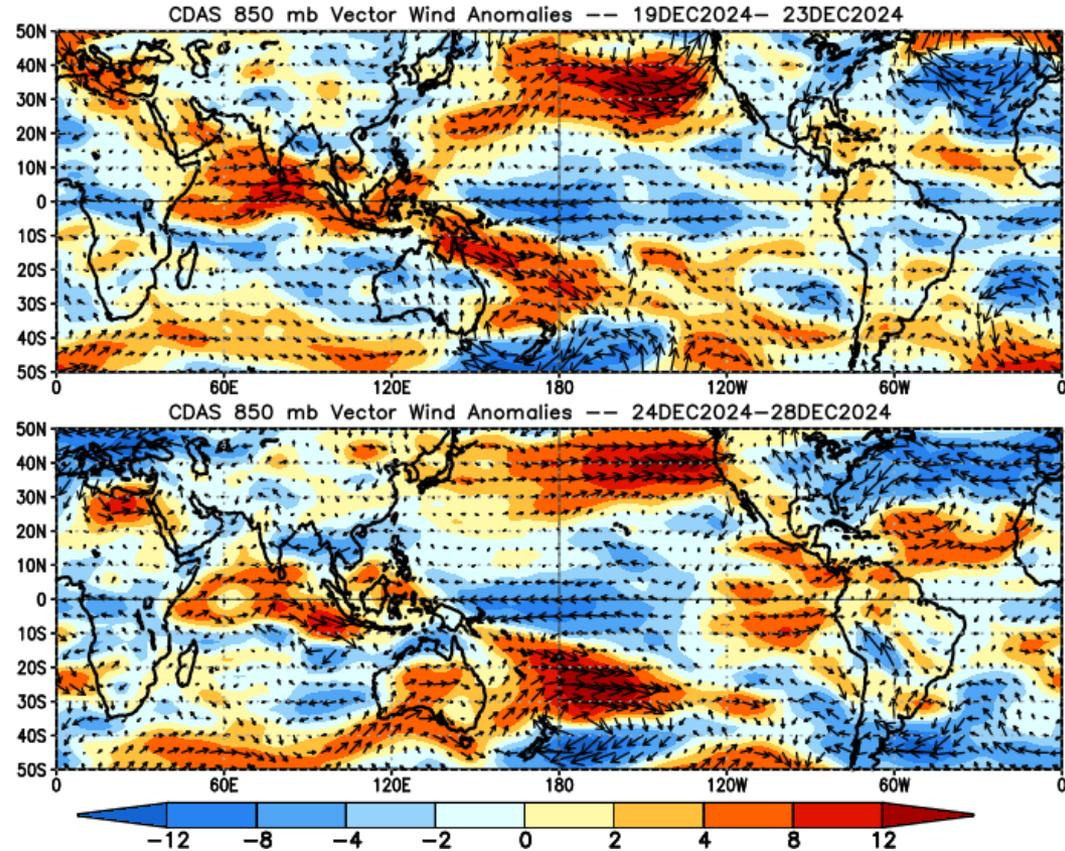 CDAS 850 mb Vector Wind Anomalies -- 19DEC2024- 23DEC2024
50N
40N
30N
20N
10N
0
10S
20S
30S
40S
50S
0 60E 120E 180 120W 60W 0
CDAS 850 mb Vector Wind Anomalies -- 24DEC2024-28DEC2024
50N
40N
30N
20N
10N
0
10S
20S
30S
40S
50S
0 60E 120E 180 120W 60W 0
-12 -8 -4 -2 0 2 4 8 12